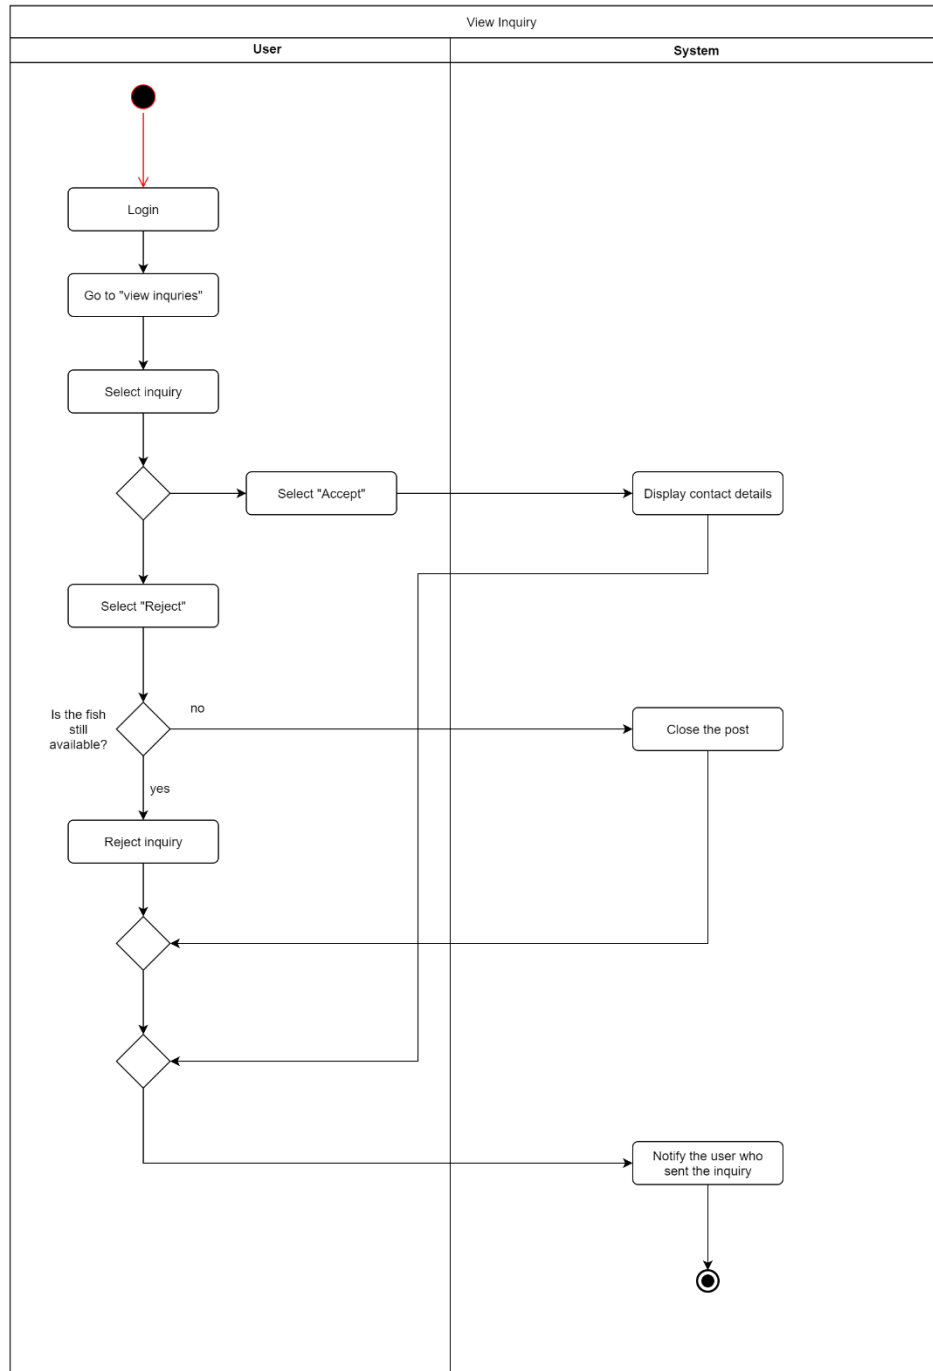 View Inquiry
User
System
Login
Go to "view inquries"
Select inquiry
Select "Accept"
Display contact details
Select "Reject"
Is the fish
still
available?
no
Close the post
yes
Reject inquiry
Notify the user who
sent the inquiry